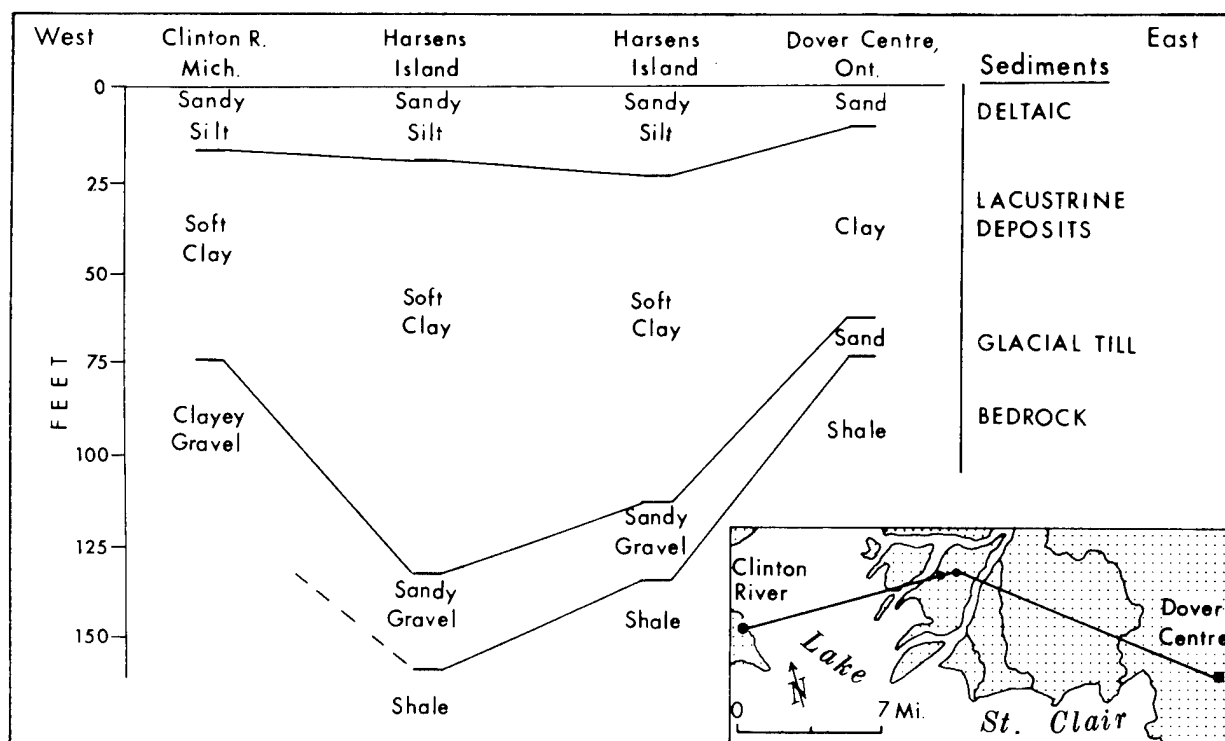 West
Clinton R.
Mich.
Harsens
Island
Harsens
Island
Dover Centre,
Ont.
East
Sediments
0
Sandy
Silt
Sandy
Silt
Sandy
Silt
Sand
DELTAIC
25
Soft
Clay
Clay
LACUSTRINE
DEPOSITS
50
Soft
Clay
Soft
Clay
Sand
GLACIAL TILL
75
FEET
Clayey
Gravel
Shale
BEDROCK
100
Sandy
Gravel
125
Sandy
Gravel
Shale
150
Shale
Clinton
River
Dover
Centre
Lake
N
0
7 Mi.
St. Clair